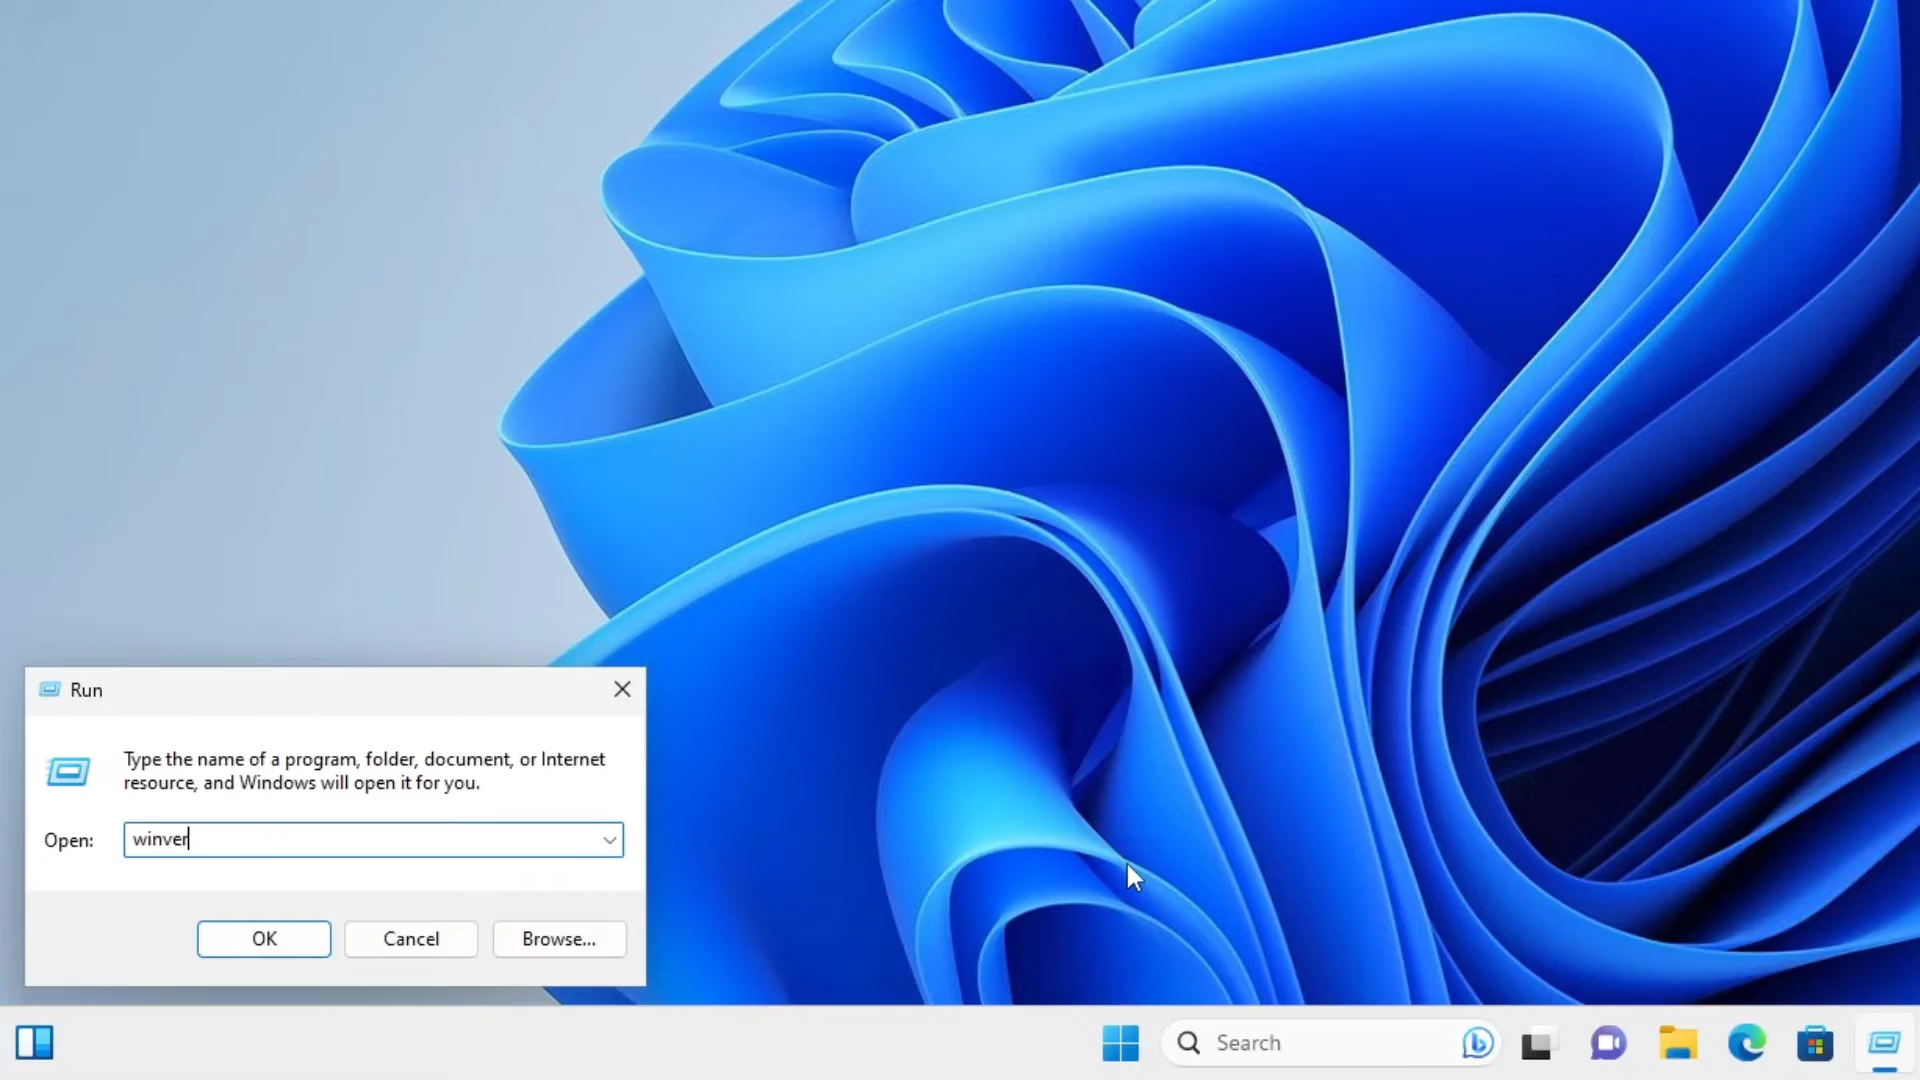 Run
Type the name of a program, folder, document, or Internet
resource, and Windows will open it for you.
Open: winver
OK Cancel Browse...
Search